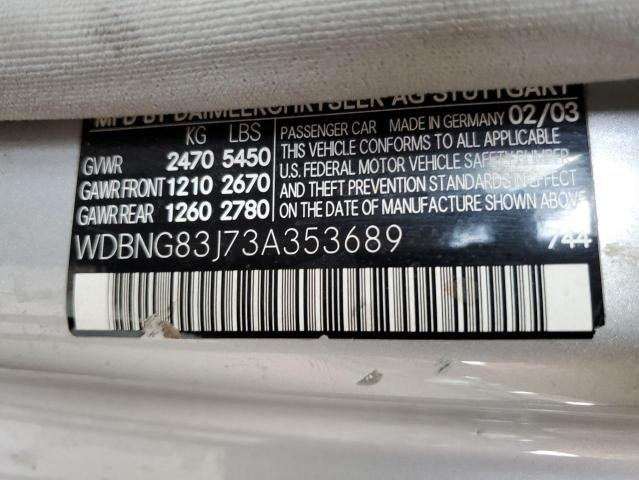 MFD BY DAIMLERCHRYSLER AG STUTTGART
KG LBS
GVWR 2470 5450
GAWR FRONT 1210 2670
GAWR REAR 1260 2780
PASSENGER CAR MADE IN GERMANY 02/03
THIS VEHICLE CONFORMS TO ALL APPLICABLE
U.S. FEDERAL MOTOR VEHICLE SAFETY, BUMPER
AND THEFT PREVENTION STANDARDS IN EFFECT
ON THE DATE OF MANUFACTURE SHOWN ABOVE
WDBNG83J73A353689 744